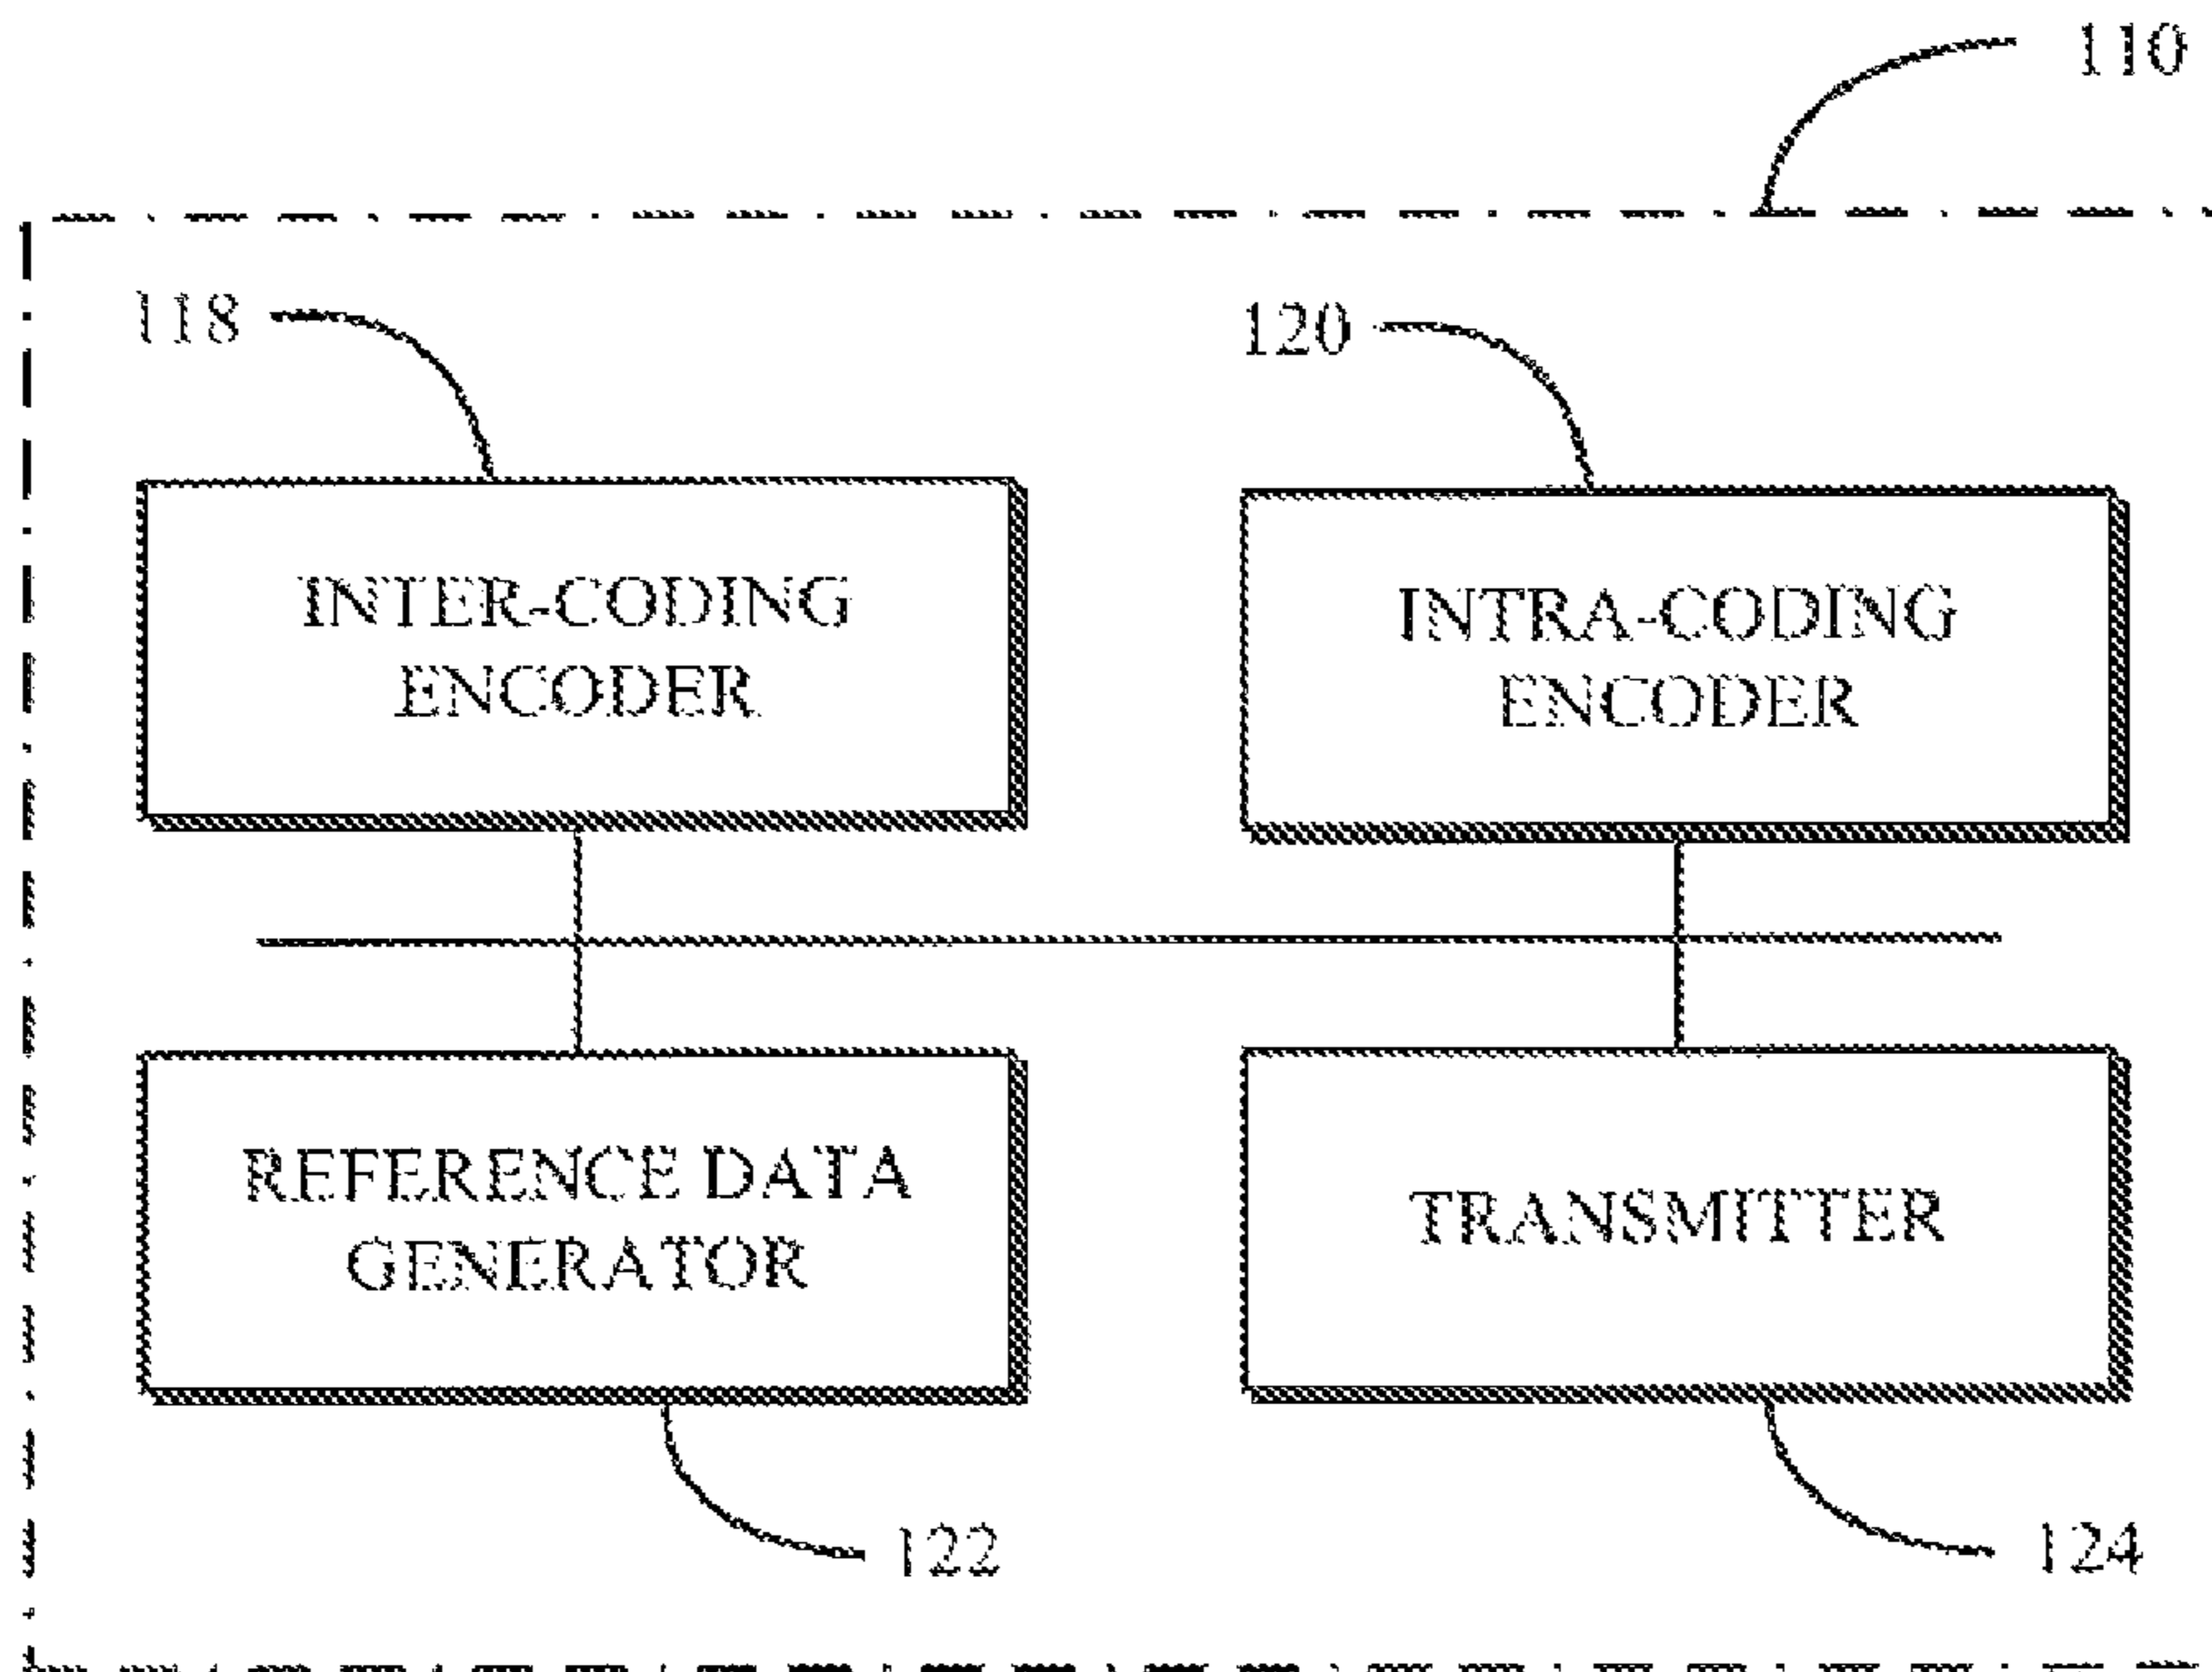 110
118
120
INTER-CODING
ENCODER
INTRA-CODING
ENCODER
REFERENCE DATA
GENERATOR
TRANSMITTER
122
124